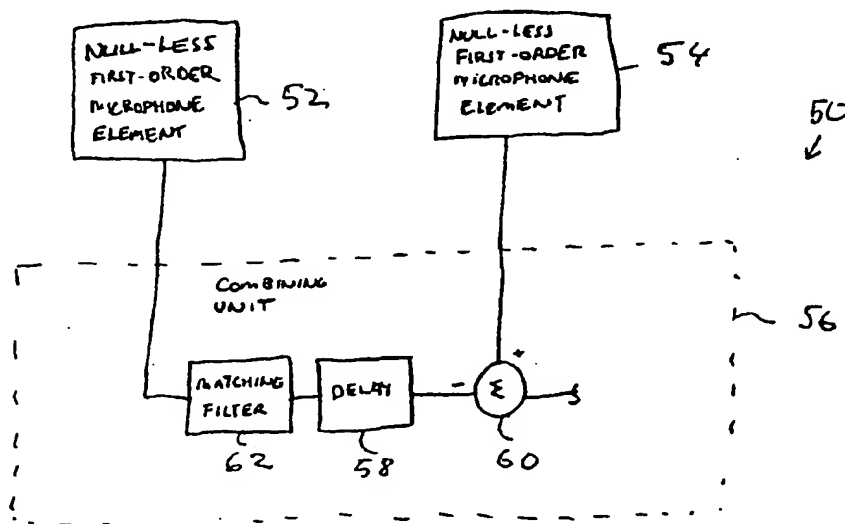 NULL-LESS
FIRST-ORDER
MICROPHONE
ELEMENT
52
NULL-LESS
FIRST-ORDER
MICROPHONE
ELEMENT
54
50
COMBINING
UNIT
56
MATCHING
FILTER
DELAY
-
+
Σ
62
58
60